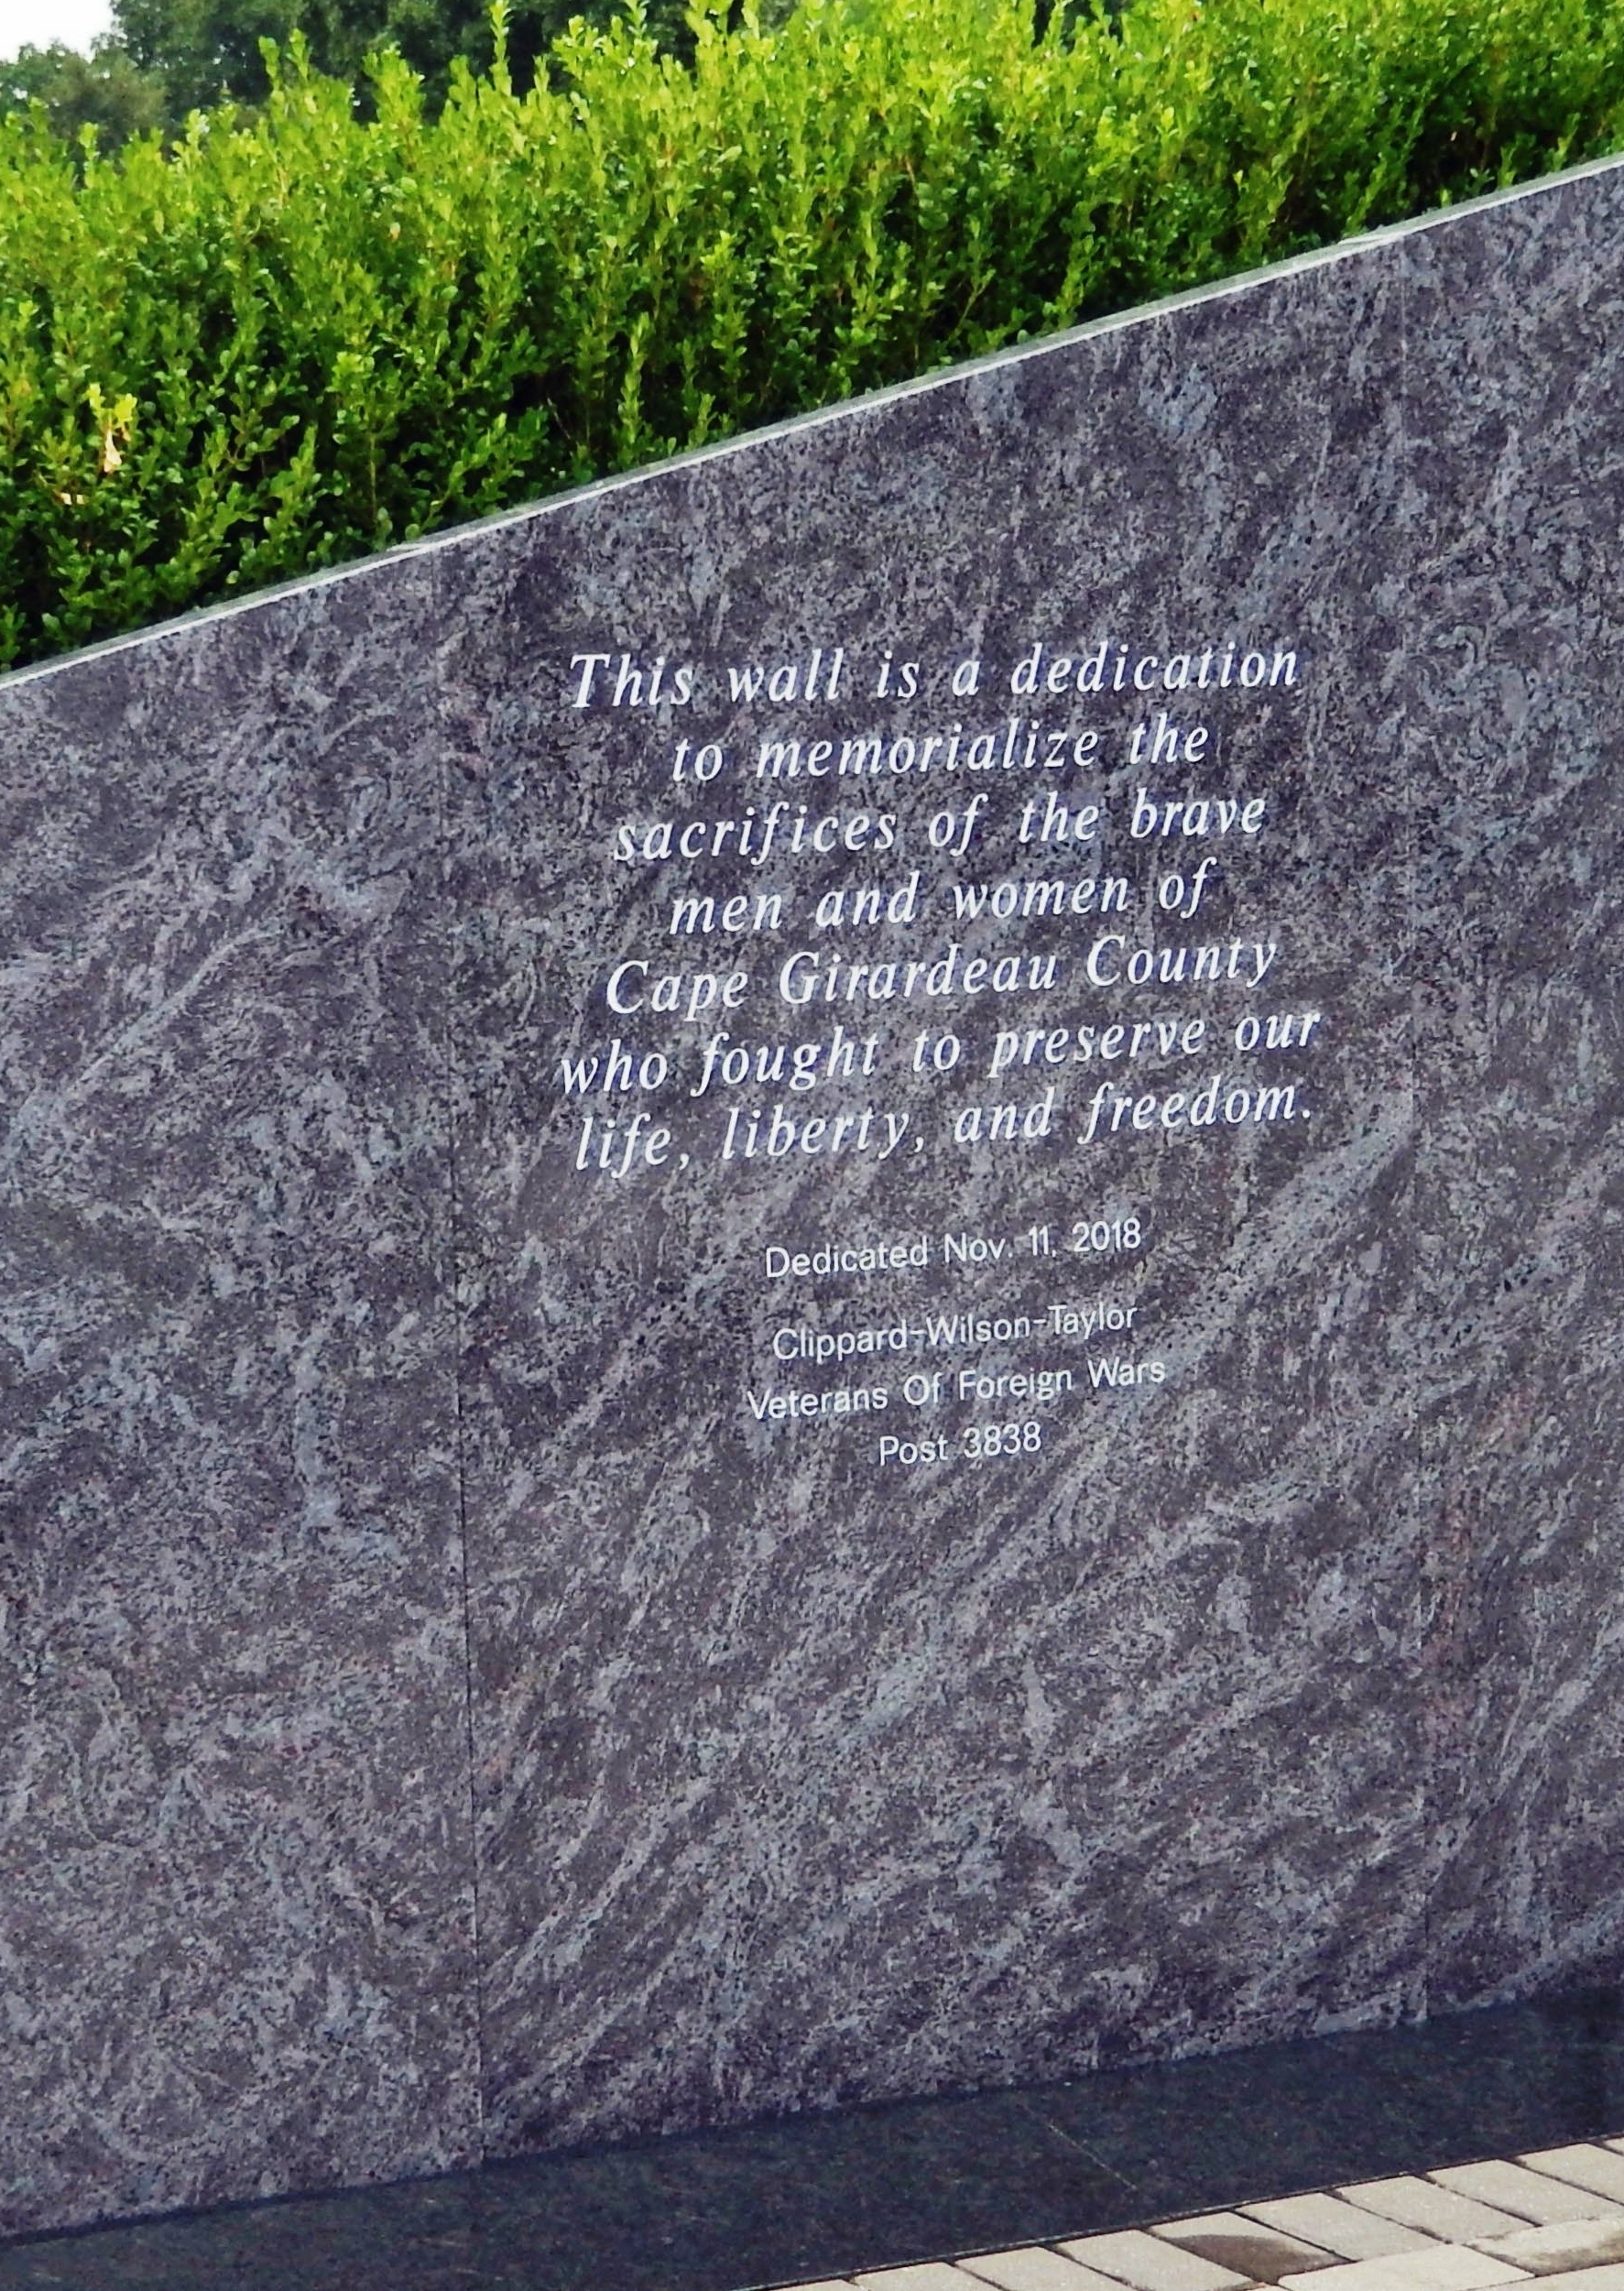 This wall is a dedication
to memorialize the
sacrifices of the brave
men and women of
Cape Girardeau County
who fought to preserve our
life, liberty, and freedom.
Dedicated Nov. 11, 2018
Clippard-Wilson-Taylor
Veterans Of Foreign Wars
Post 3838